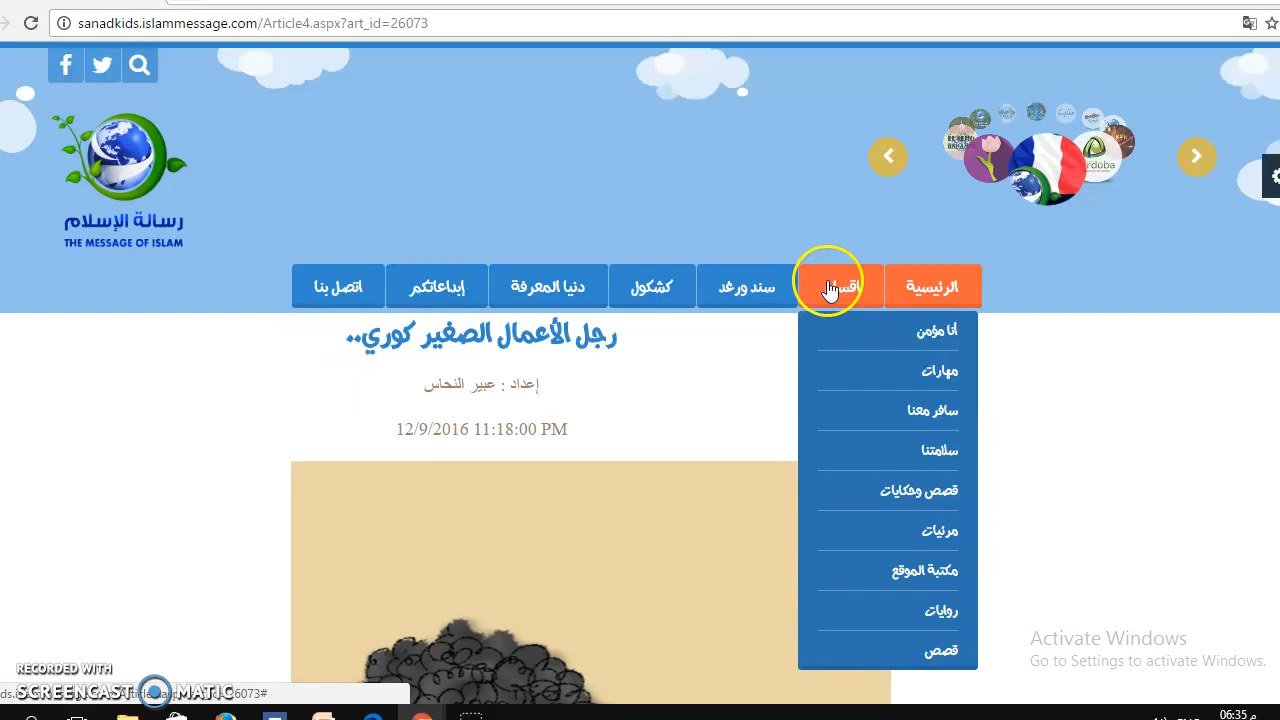 sanadkids.islammessage.com/Article4.aspx?art_id=26073
رسالة الإسلام
THE MESSAGE OF ISLAM
الرئيسية
سند ورغد
كشكول
دنيا المعرفة
إبداعاتكم
اتصل بنا
أنا مؤمن
مهارات
سافر معنا
سلامتنا
قصص وحكايات
مرئيات
مكتبة الموقع
روايات
قصص
رجل الأعمال الصغير كوري..
إعداد : عبير النحاس
12/9/2016 11:18:00 PM
Activate Windows
Go to Settings to activate Windows.
RECORDED WITH
SCREENCAST MATIC
06:35 م